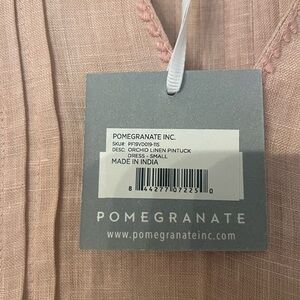 POMEGRANATE INC.
SKU#: PF19VD019-11S
DESC: ORCHID LINEN PINTUCK
DRESS - SMALL
MADE IN INDIA
8 44277 07225 0
POMEGRANATE
www.pomegranateinc.com